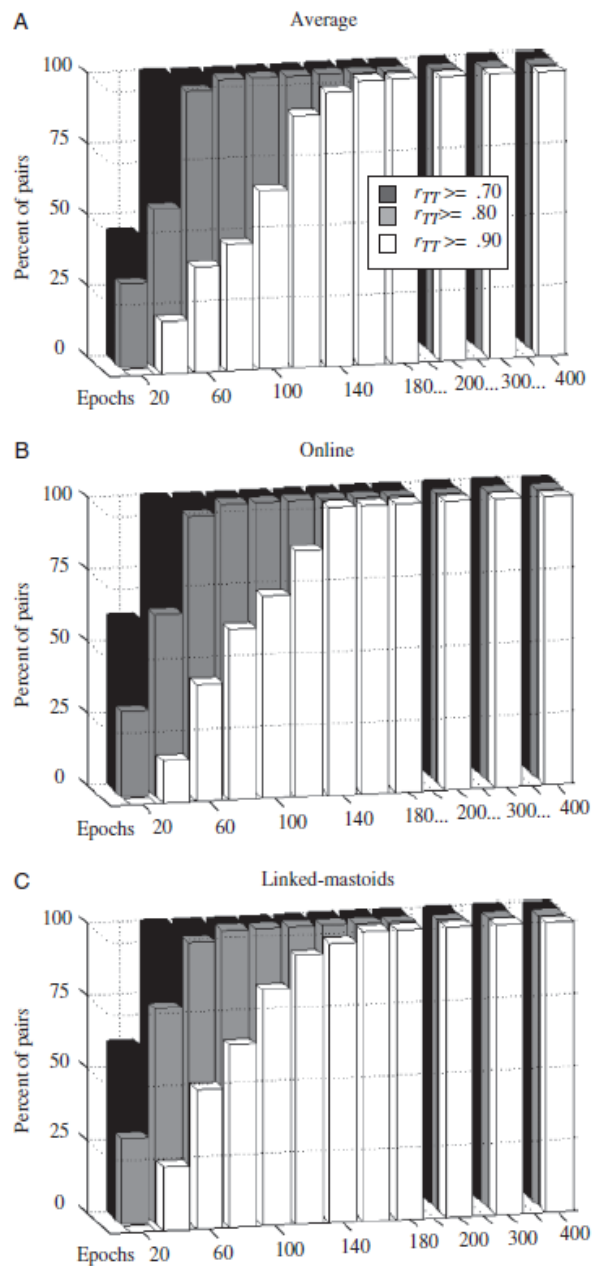 A
Average
100
75
50
25
0
Percent of pairs
rTT >= .70
rTT>= .80
rTT >= .90
Epochs 20 60 100 140 180... 200... 300... 400
B
Online
100
75
50
25
0
Percent of pairs
Epochs 20 60 100 140 180... 200... 300... 400
C
Linked-mastoids
100
75
50
25
0
Percent of pairs
Epochs 20 60 100 140 180 200 300 400